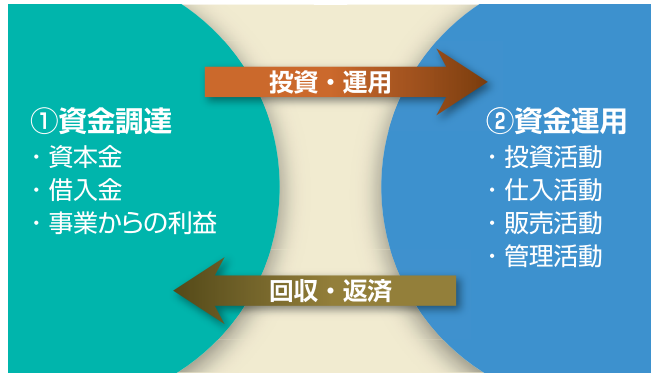 投資・運用
①資金調達
・資本金
・借入金
・事業からの利益
②資金運用
・投資活動
・仕入活動
・販売活動
・管理活動
回収・返済